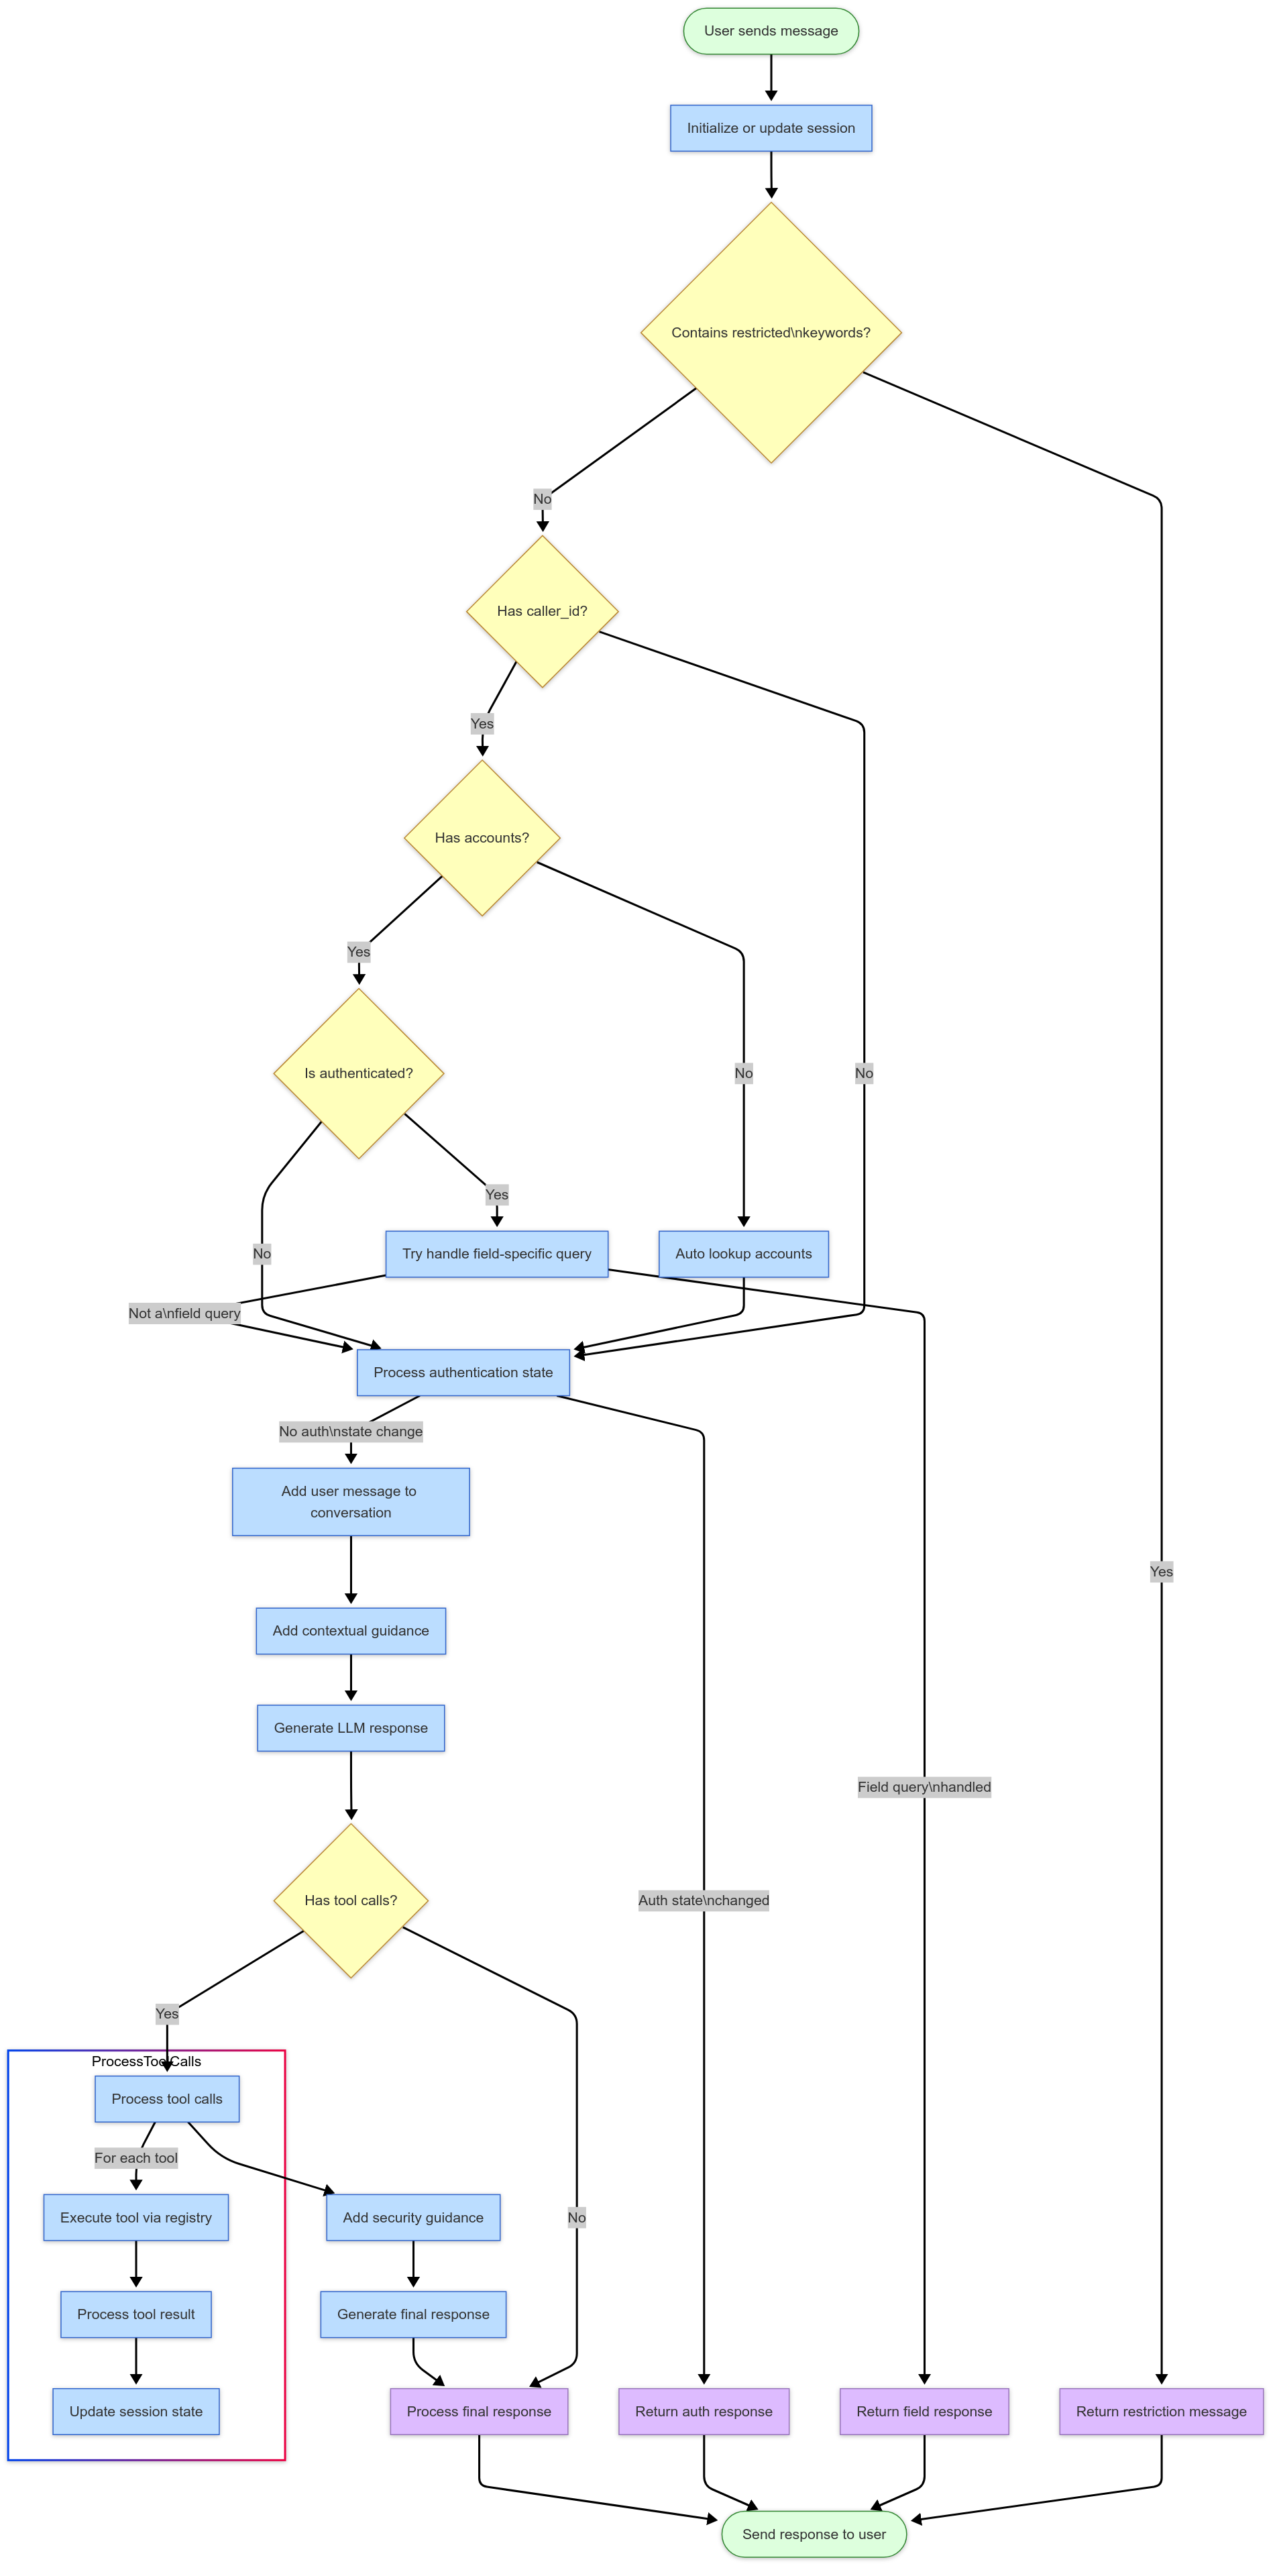 User sends message
Initialize or update session
Contains restricted\nkeywords?
No
Has caller_id?
Yes
Has accounts?
Yes
Is authenticated?
No
No
Yes
No
Try handle field-specific query
Auto lookup accounts
Not a\nfield query
Process authentication state
No auth\nstate change
Add user message to
conversation
Yes
Add contextual guidance
Generate LLM response
Field query\nhandled
Has tool calls?
Auth state\nchanged
Yes
ProcessToolCalls
Process tool calls
For each tool
Execute tool via registry
Add security guidance
No
Process tool result
Generate final response
Update session state
Process final response
Return auth response
Return field response
Return restriction message
Send response to user